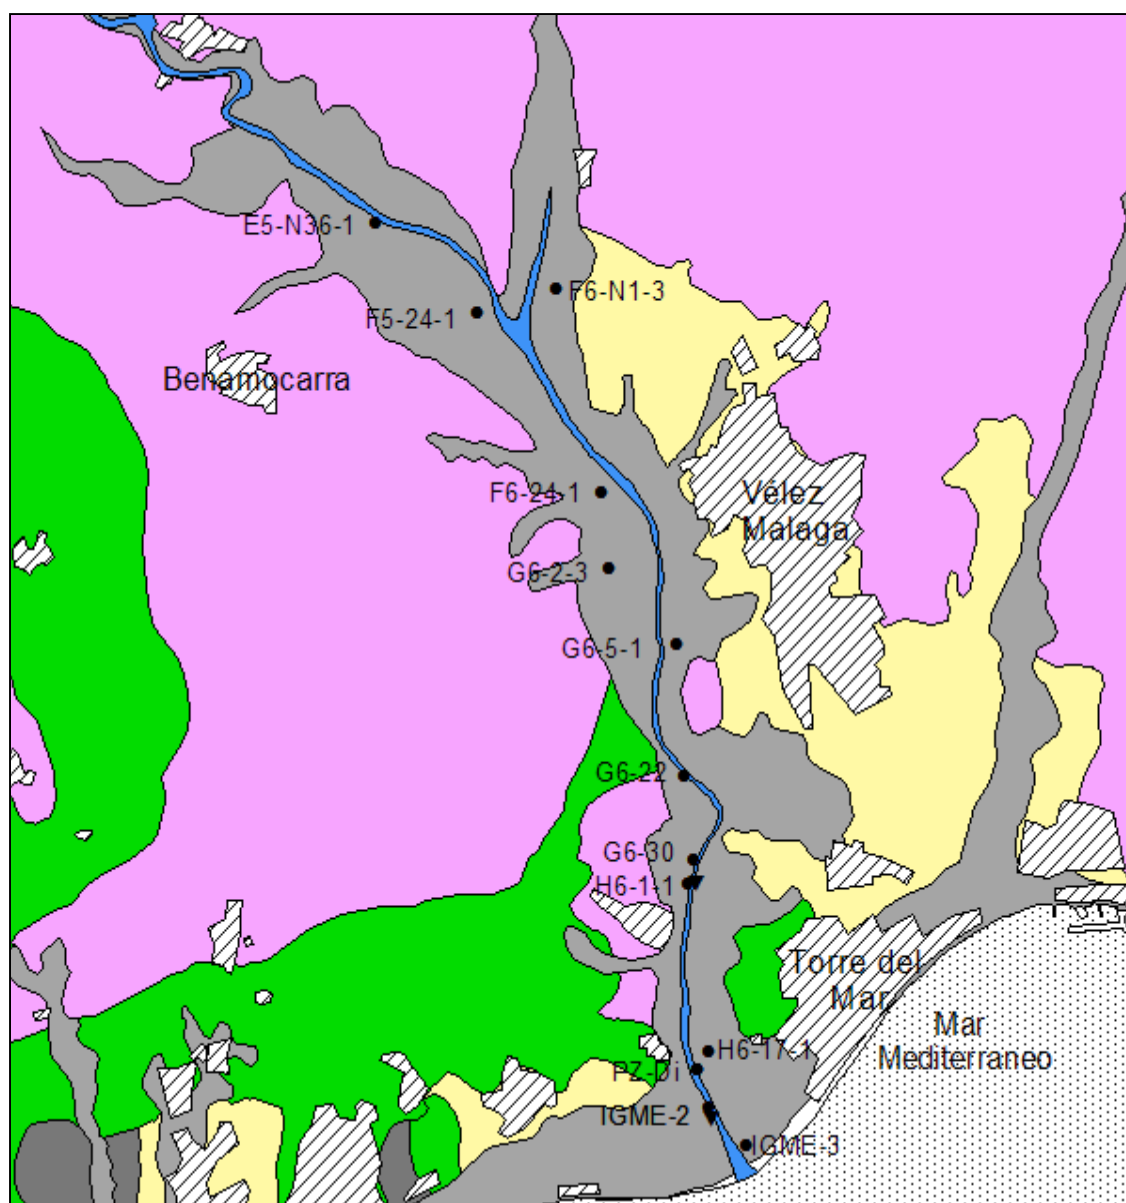 E5-N36-1
F6-N1-3
F5-24-1
Benamocarra
F6-24-1
Vélez
Malaga
G6-2-3
G6-5-1
G6-22
G6-30
H6-1-1
Torre del
Mar
Mar
Mediterraneo
H6-17-1
PZ-Di
IGME-2
IGME-3